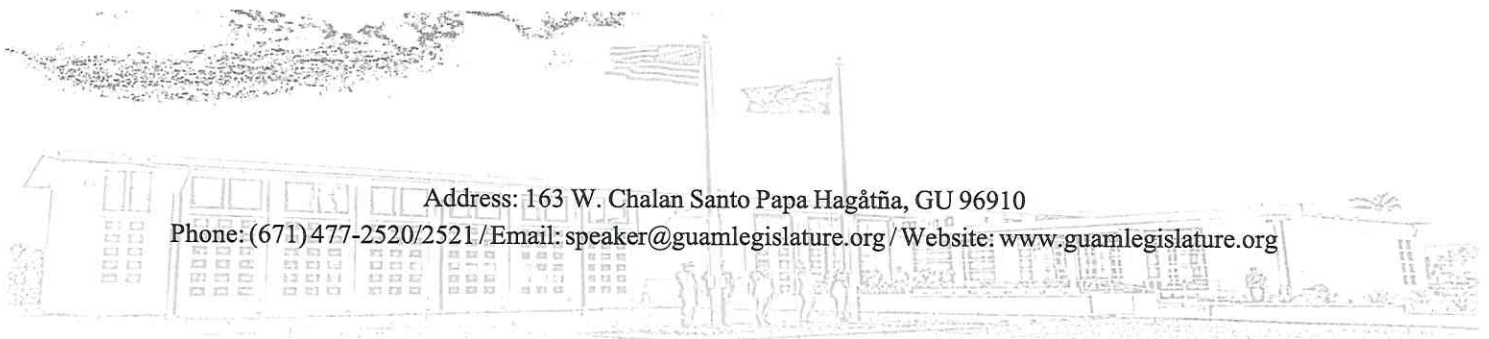 Address: 163 W. Chalan Santo Papa Hagåtña, GU 96910
Phone: (671) 477-2520/2521 / Email: speaker@guamlegislature.org / Website: www.guamlegislature.org